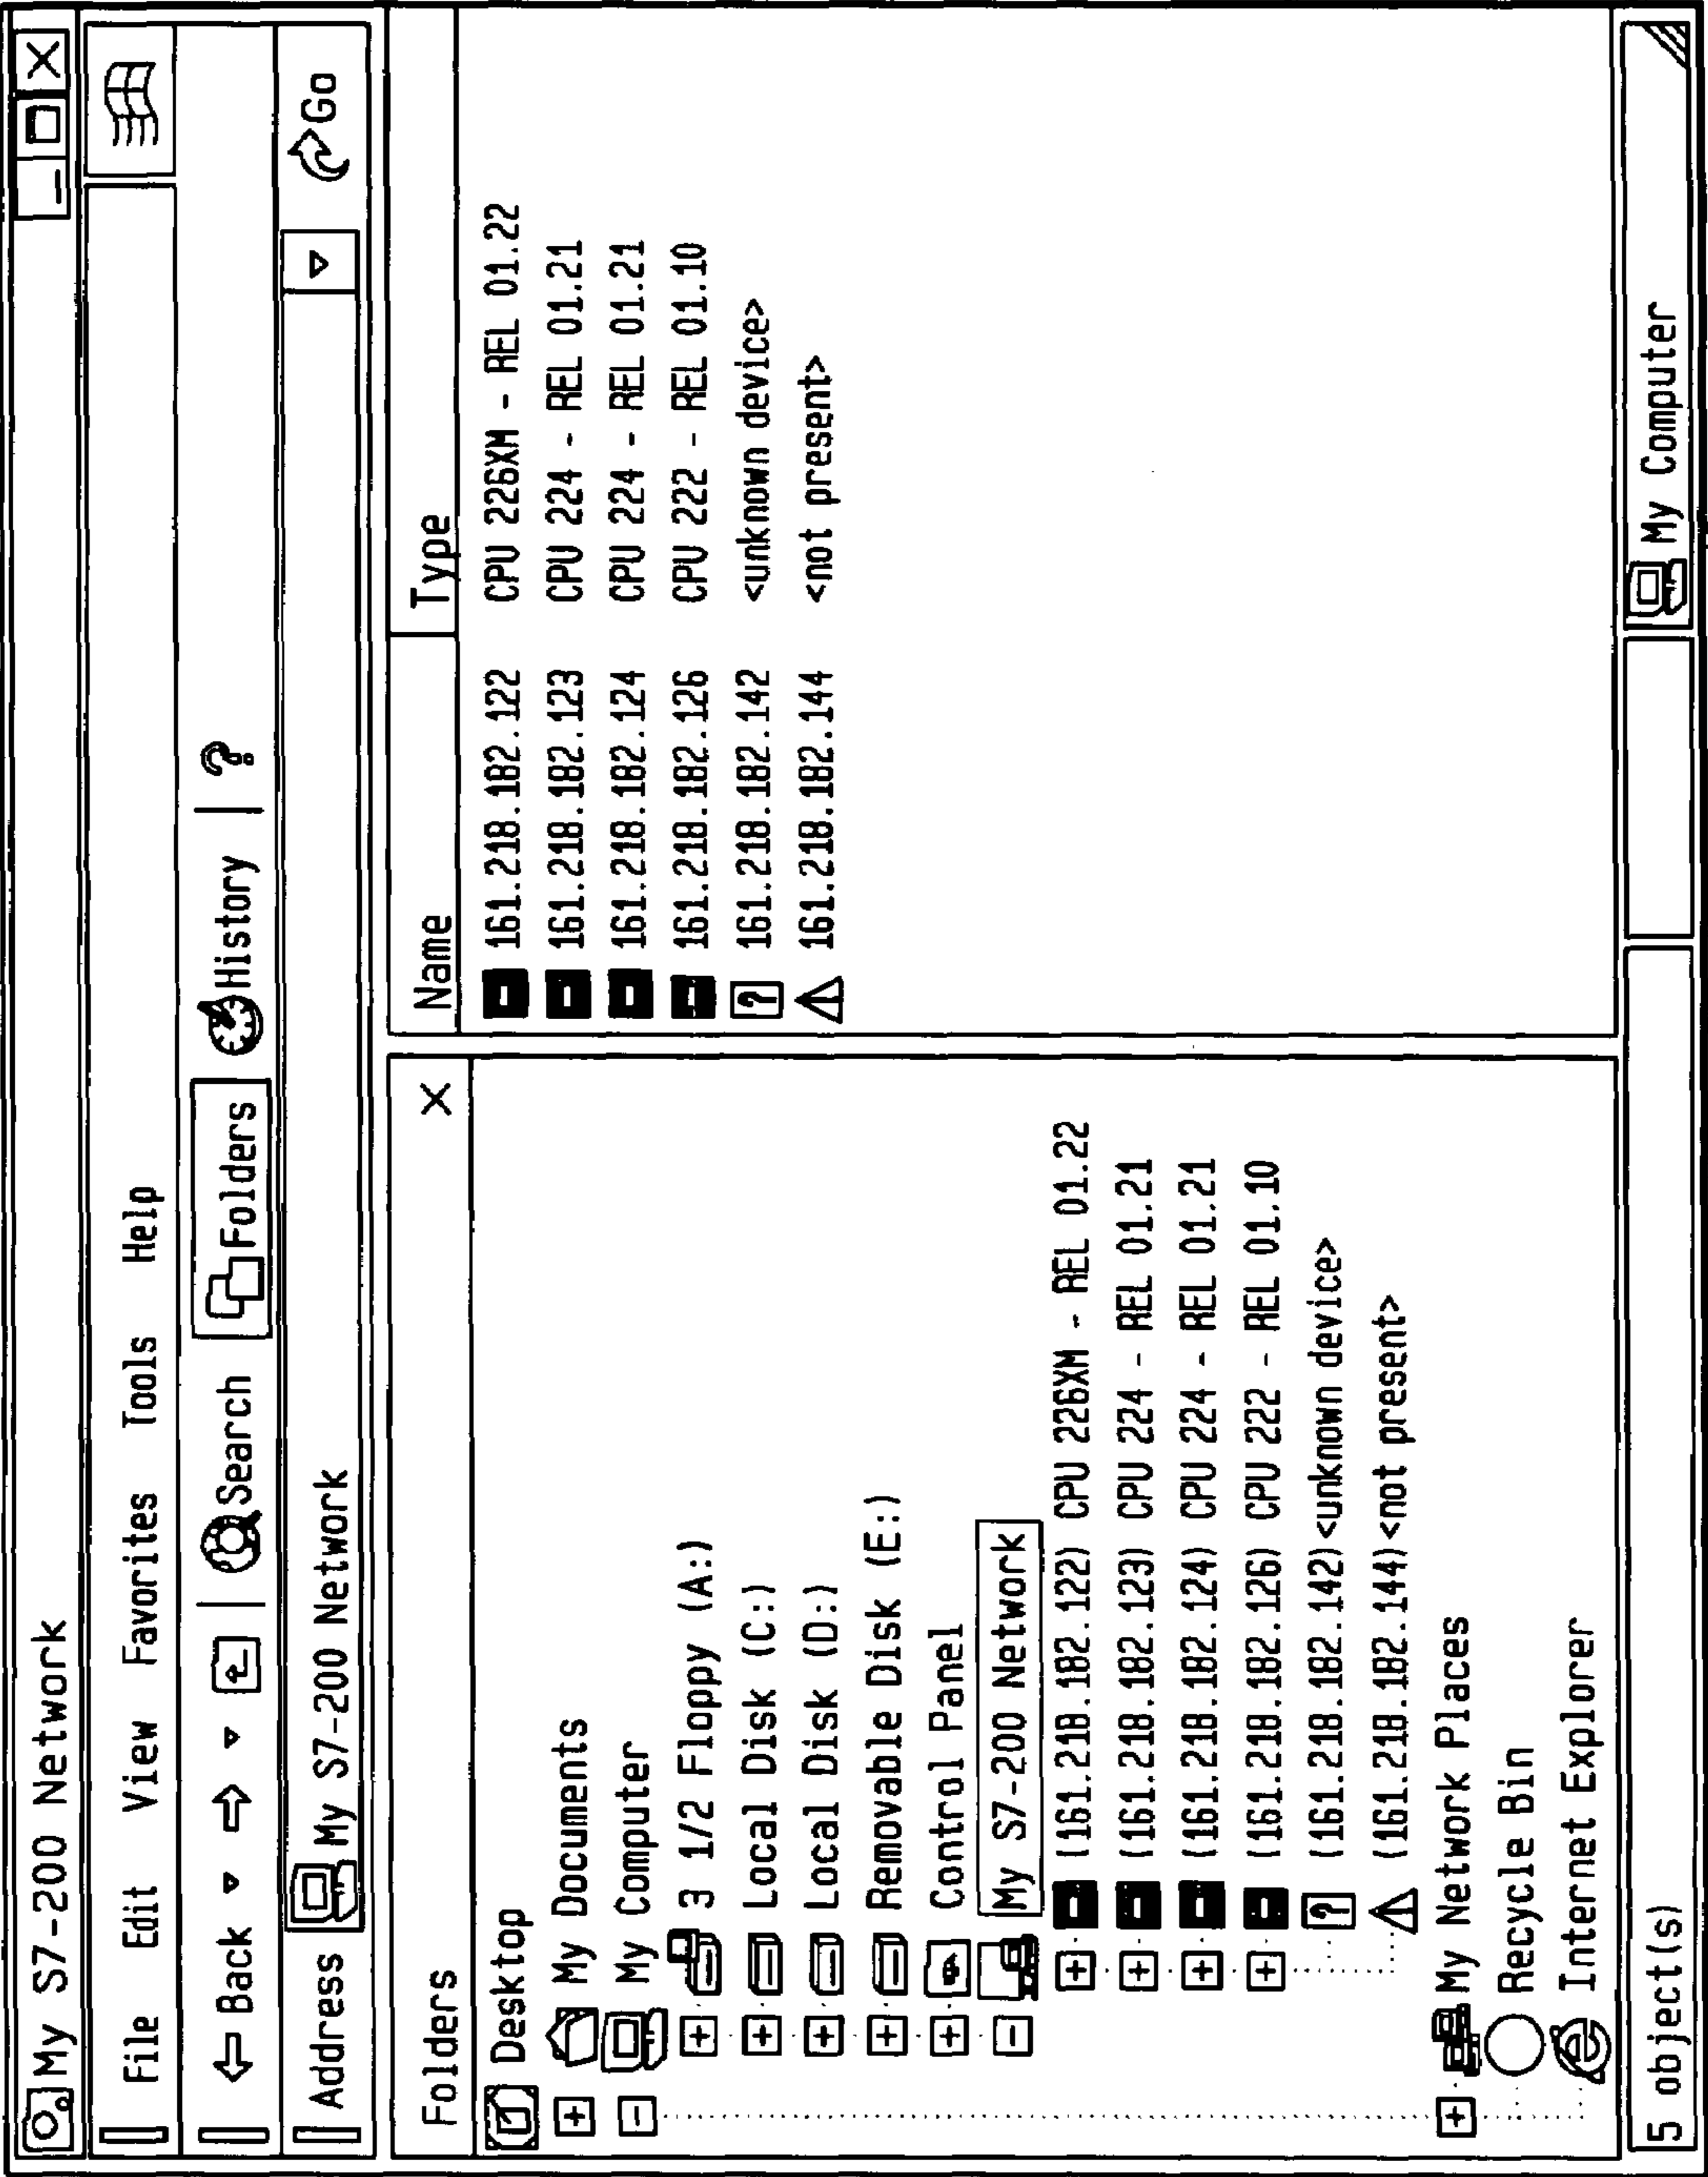 My S7-200 Network
File Edit View Favorites Tools Help
Back Search Folders History ?
Address My S7-200 Network Go
Folders X
Desktop
My Documents
My Computer
3 1/2 Floppy (A:)
Local Disk (C:)
Local Disk (D:)
Removable Disk (E:)
Control Panel
My S7-200 Network
(161.218.182.122) CPU 226XM - REL 01.22
(161.218.182.123) CPU 224 - REL 01.21
(161.218.182.124) CPU 224 - REL 01.21
(161.218.182.126) CPU 222 - REL 01.10
(161.218.182.142)<unknown device>
(161.218.182.144)<not present>
My Network Places
Recycle Bin
Internet Explorer
Name Type
161.218.182.122 CPU 226XM - REL 01.22
161.218.182.123 CPU 224 - REL 01.21
161.218.182.124 CPU 224 - REL 01.21
161.218.182.126 CPU 222 - REL 01.10
? 161.218.182.142 <unknown device>
161.218.182.144 <not present>
5 object(s) My Computer